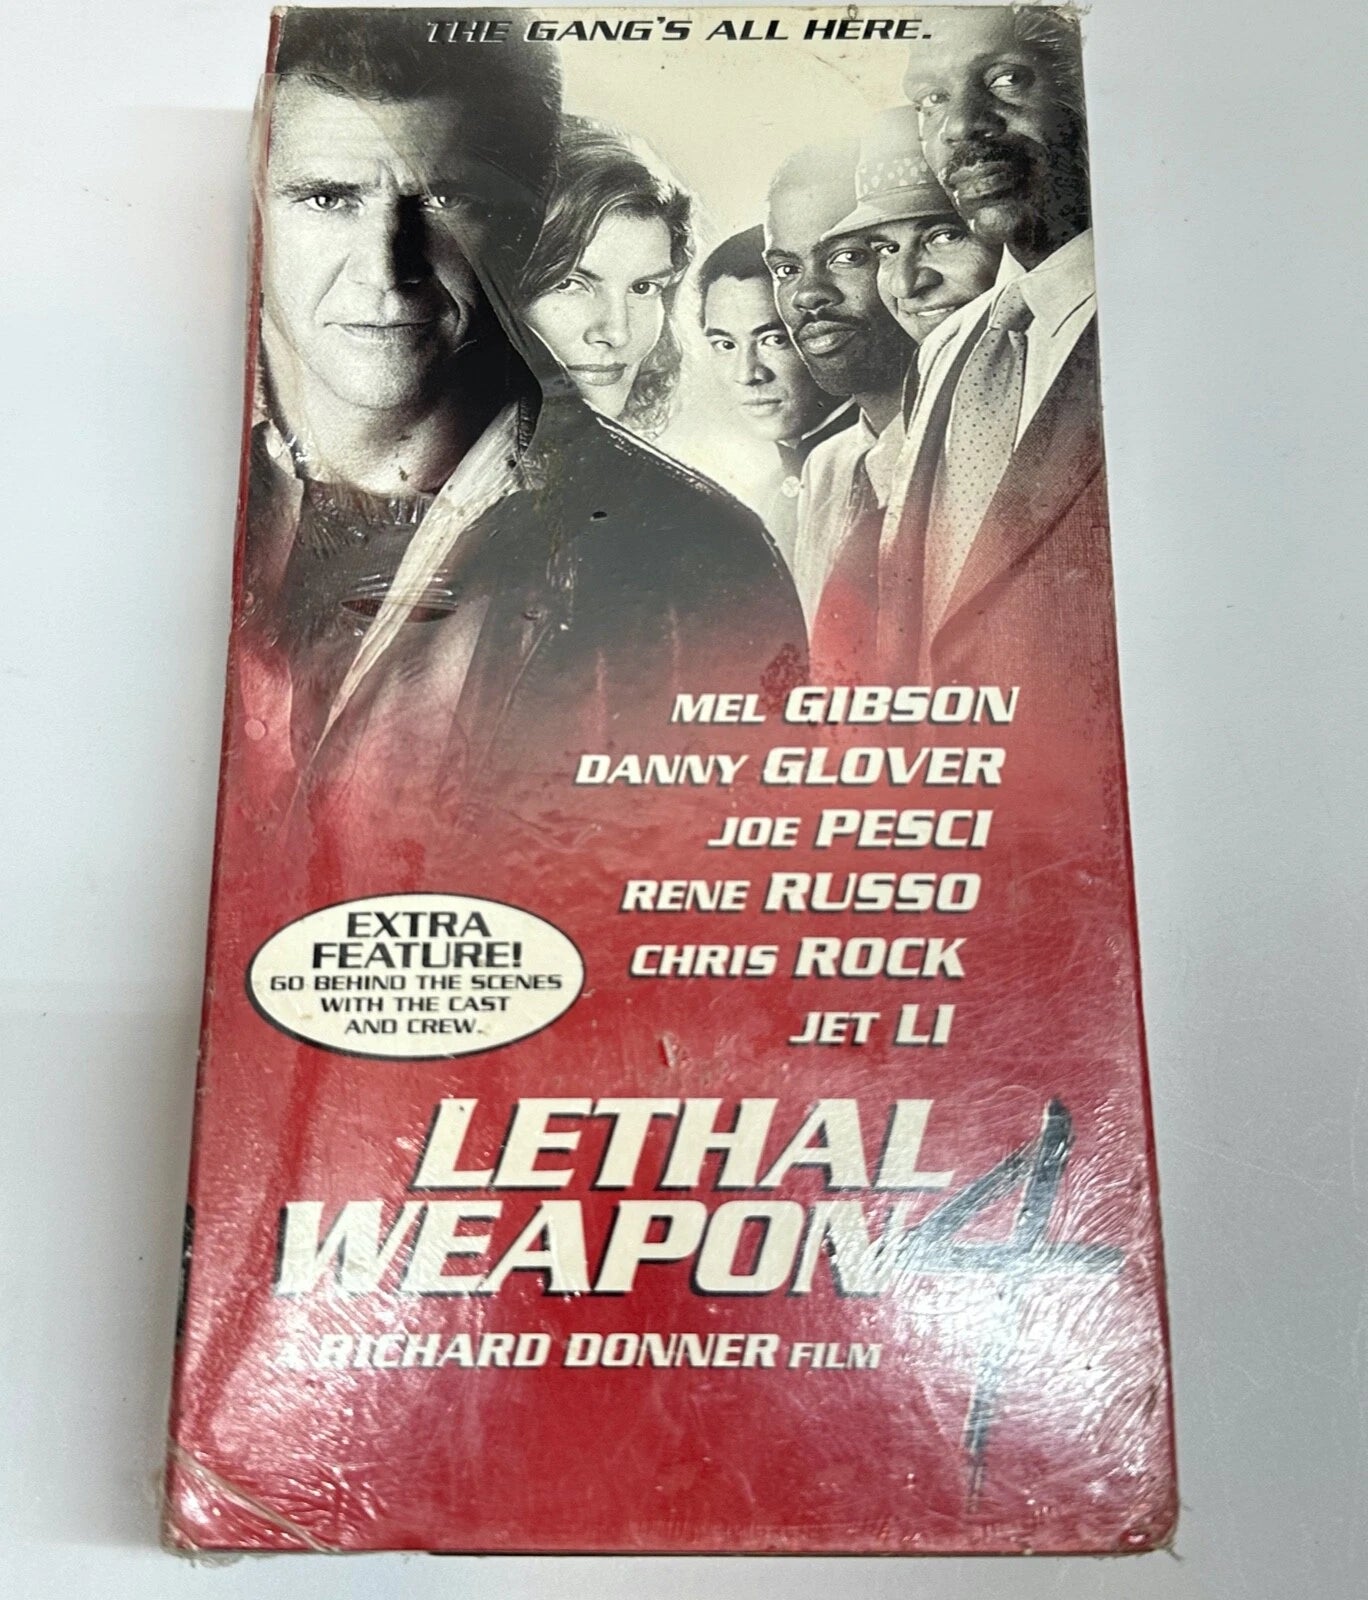 THE GANG'S ALL HERE.
MEL GIBSON
DANNY GLOVER
JOE PESCI
RENE RUSSO
CHRIS ROCK
JET LI
EXTRA
FEATURE!
GO BEHIND THE SCENES
WITH THE CAST
AND CREW.
LETHAL
WEAPON 4
A RICHARD DONNER FILM